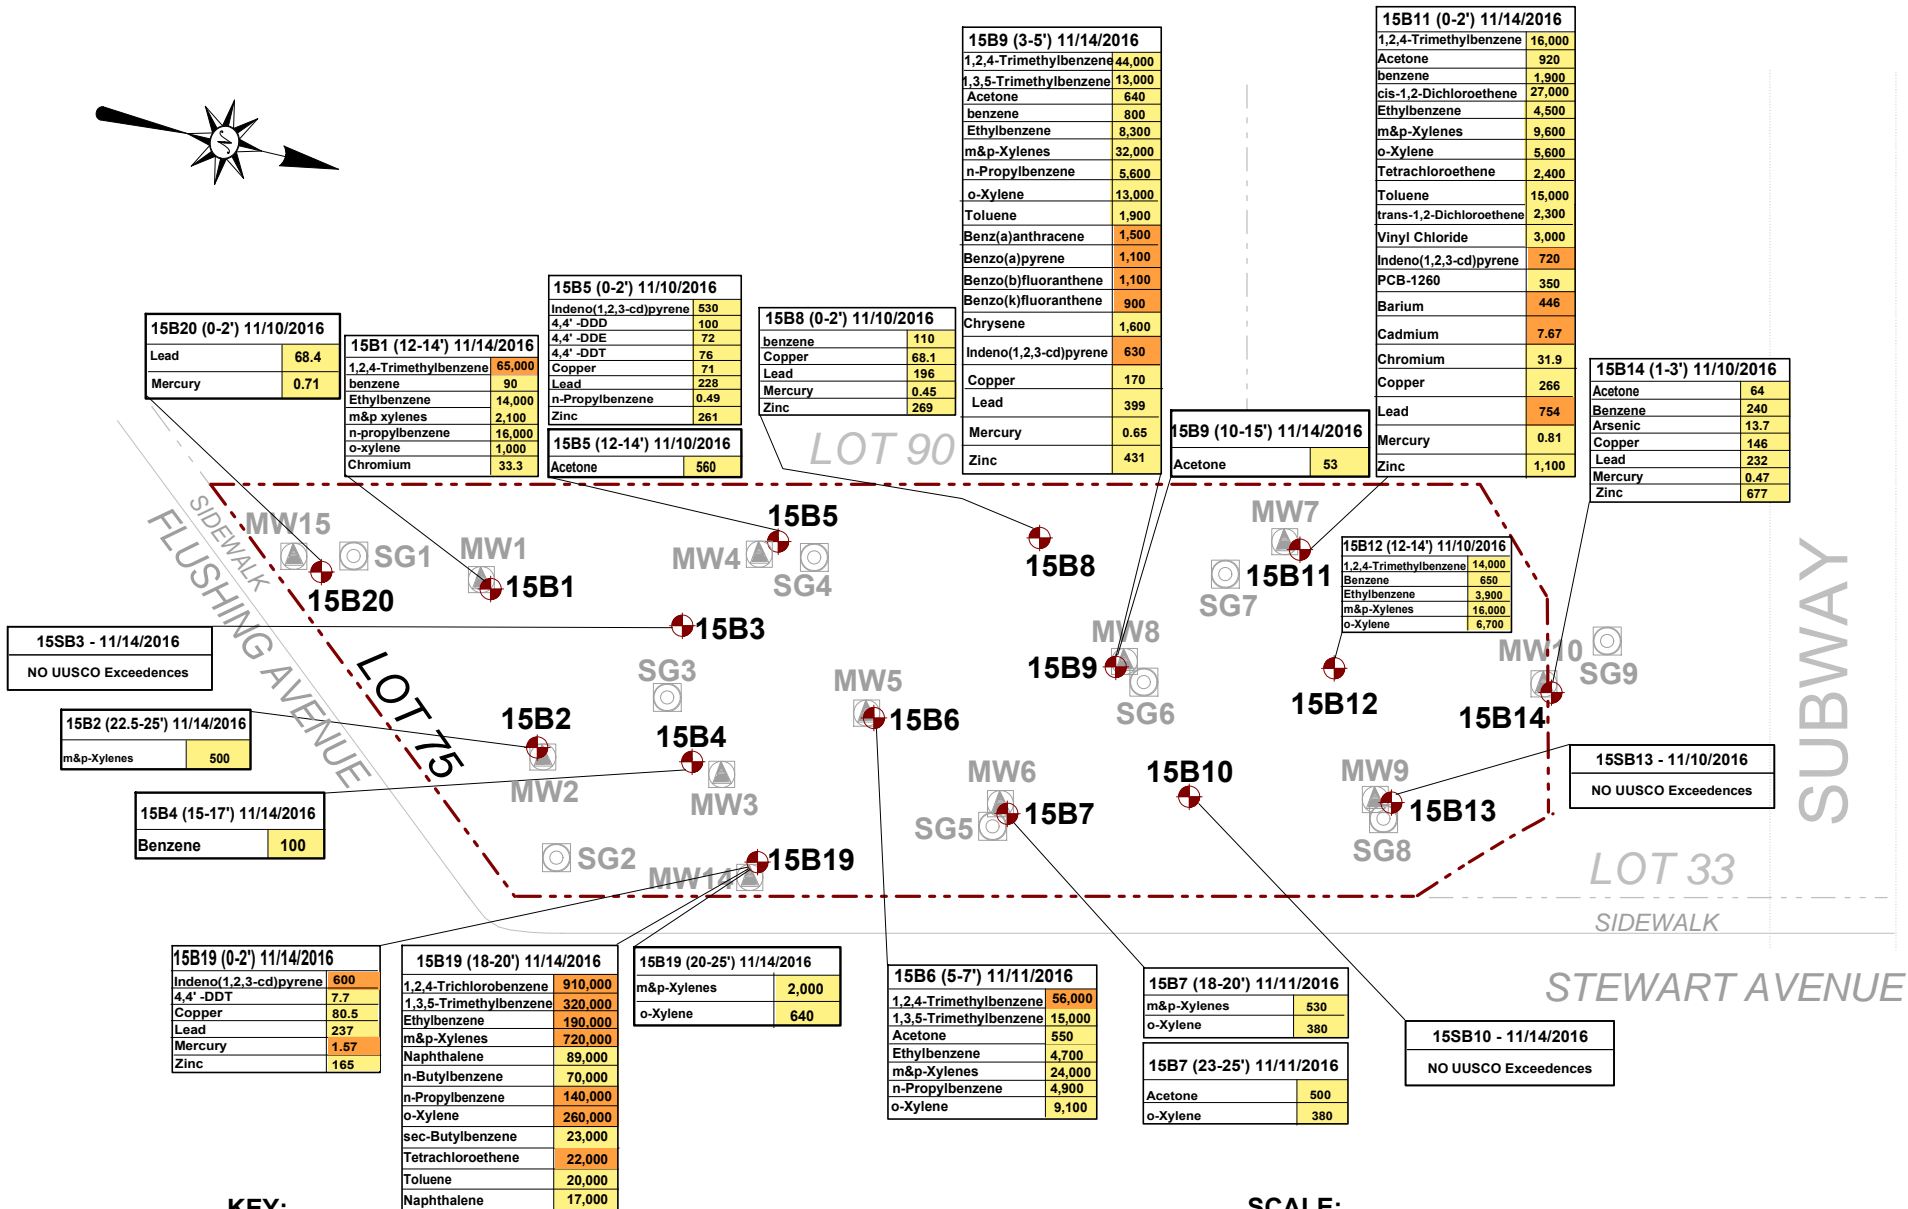 15B9 (3-5') 11/14/2016
1,2,4-Trimethylbenzene 44,000
1,3,5-Trimethylbenzene 13,000
Acetone 640
benzene 800
Ethylbenzene 8,300
m&p-Xylenes 32,000
n-Propylbenzene 5,600
o-Xylene 13,000
Toluene 1,900
Benz(a)anthracene 1,500
Benzo(a)pyrene 1,100
Benzo(b)fluoranthene 1,100
Benzo(k)fluoranthene 900
Chrysene 1,600
Indeno(1,2,3-cd)pyrene 630
Copper 170
Lead 399
Mercury 0.65
Zinc 431
15B11 (0-2') 11/14/2016
1,2,4-Trimethylbenzene 16,000
Acetone 920
benzene 1,900
cis-1,2-Dichloroethene 27,000
Ethylbenzene 4,500
m&p-Xylenes 9,600
o-Xylene 5,600
Tetrachloroethene 2,400
Toluene 15,000
trans-1,2-Dichloroethene 2,300
Vinyl Chloride 3,000
Indeno(1,2,3-cd)pyrene 720
PCB-1260 350
Barium 446
Cadmium 7.67
Chromium 31.9
Copper 266
Lead 754
Mercury 0.81
Zinc 1,100
N
15B20 (0-2') 11/10/2016
Lead 68.4
Mercury 0.71
15B1 (12-14') 11/14/2016
1,2,4-Trimethylbenzene 65,000
benzene 90
Ethylbenzene 14,000
m&p xylenes 2,100
n-propylbenzene 16,000
o-xylene 1,000
Chromium 33.3
15B5 (0-2') 11/10/2016
Indeno(1,2,3-cd)pyrene 530
4,4' -DDD 100
4,4' -DDE 72
4,4' -DDT 76
Copper 71
Lead 228
n-Propylbenzene 0.49
Zinc 261
15B5 (12-14') 11/10/2016
Acetone 560
15B8 (0-2') 11/10/2016
benzene 110
Copper 68.1
Lead 196
Mercury 0.45
Zinc 269
LOT 90
15B9 (10-15') 11/14/2016
Acetone 53
15B14 (1-3') 11/10/2016
Acetone 64
Benzene 240
Arsenic 13.7
Copper 146
Lead 232
Mercury 0.47
Zinc 677
SIDEWALK
FLUSHING AVENUE
LOT 75
MW15
SG1
15B20
MW1
15B1
15B5
MW4
SG4
15B8
MW7
15B11
SG7
15B12 (12-14') 11/10/2016
1,2,4-Trimethylbenzene 14,000
Benzene 650
Ethylbenzene 3,900
m&p-Xylenes 16,000
o-Xylene 6,700
SUBWAY
15B3
15SB3 - 11/14/2016
NO UUSCO Exceedences
SG3
MW5
15B6
MW8
15B9
SG6
15B12
MW10
SG9
15B14
15B2 (22.5-25') 11/14/2016
m&p-Xylenes 500
15B2
MW2
15B4
MW3
MW6
SG5
15B7
15B10
MW9
15B13
SG8
15SB13 - 11/10/2016
NO UUSCO Exceedences
15B4 (15-17') 11/14/2016
Benzene 100
SG2
15B19
MW14
LOT 33
SIDEWALK
STEWART AVENUE
15B19 (0-2') 11/14/2016
Indeno(1,2,3-cd)pyrene 600
4,4' -DDT 7.7
Copper 80.5
Lead 237
Mercury 1.57
Zinc 165
15B19 (18-20') 11/14/2016
1,2,4-Trichlorobenzene 910,000
1,3,5-Trimethylbenzene 320,000
Ethylbenzene 190,000
m&p-Xylenes 720,000
Naphthalene 89,000
n-Butylbenzene 70,000
n-Propylbenzene 140,000
o-Xylene 260,000
sec-Butylbenzene 23,000
Tetrachloroethene 22,000
Toluene 20,000
Naphthalene 17,000
15B19 (20-25') 11/14/2016
m&p-Xylenes 2,000
o-Xylene 640
15B6 (5-7') 11/11/2016
1,2,4-Trimethylbenzene 56,000
1,3,5-Trimethylbenzene 15,000
Acetone 550
Ethylbenzene 4,700
m&p-Xylenes 24,000
n-Propylbenzene 4,900
o-Xylene 9,100
15B7 (18-20') 11/11/2016
m&p-Xylenes 530
o-Xylene 380
15B7 (23-25') 11/11/2016
Acetone 500
o-Xylene 380
15SB10 - 11/14/2016
NO UUSCO Exceedences
KEY:
SCALE: